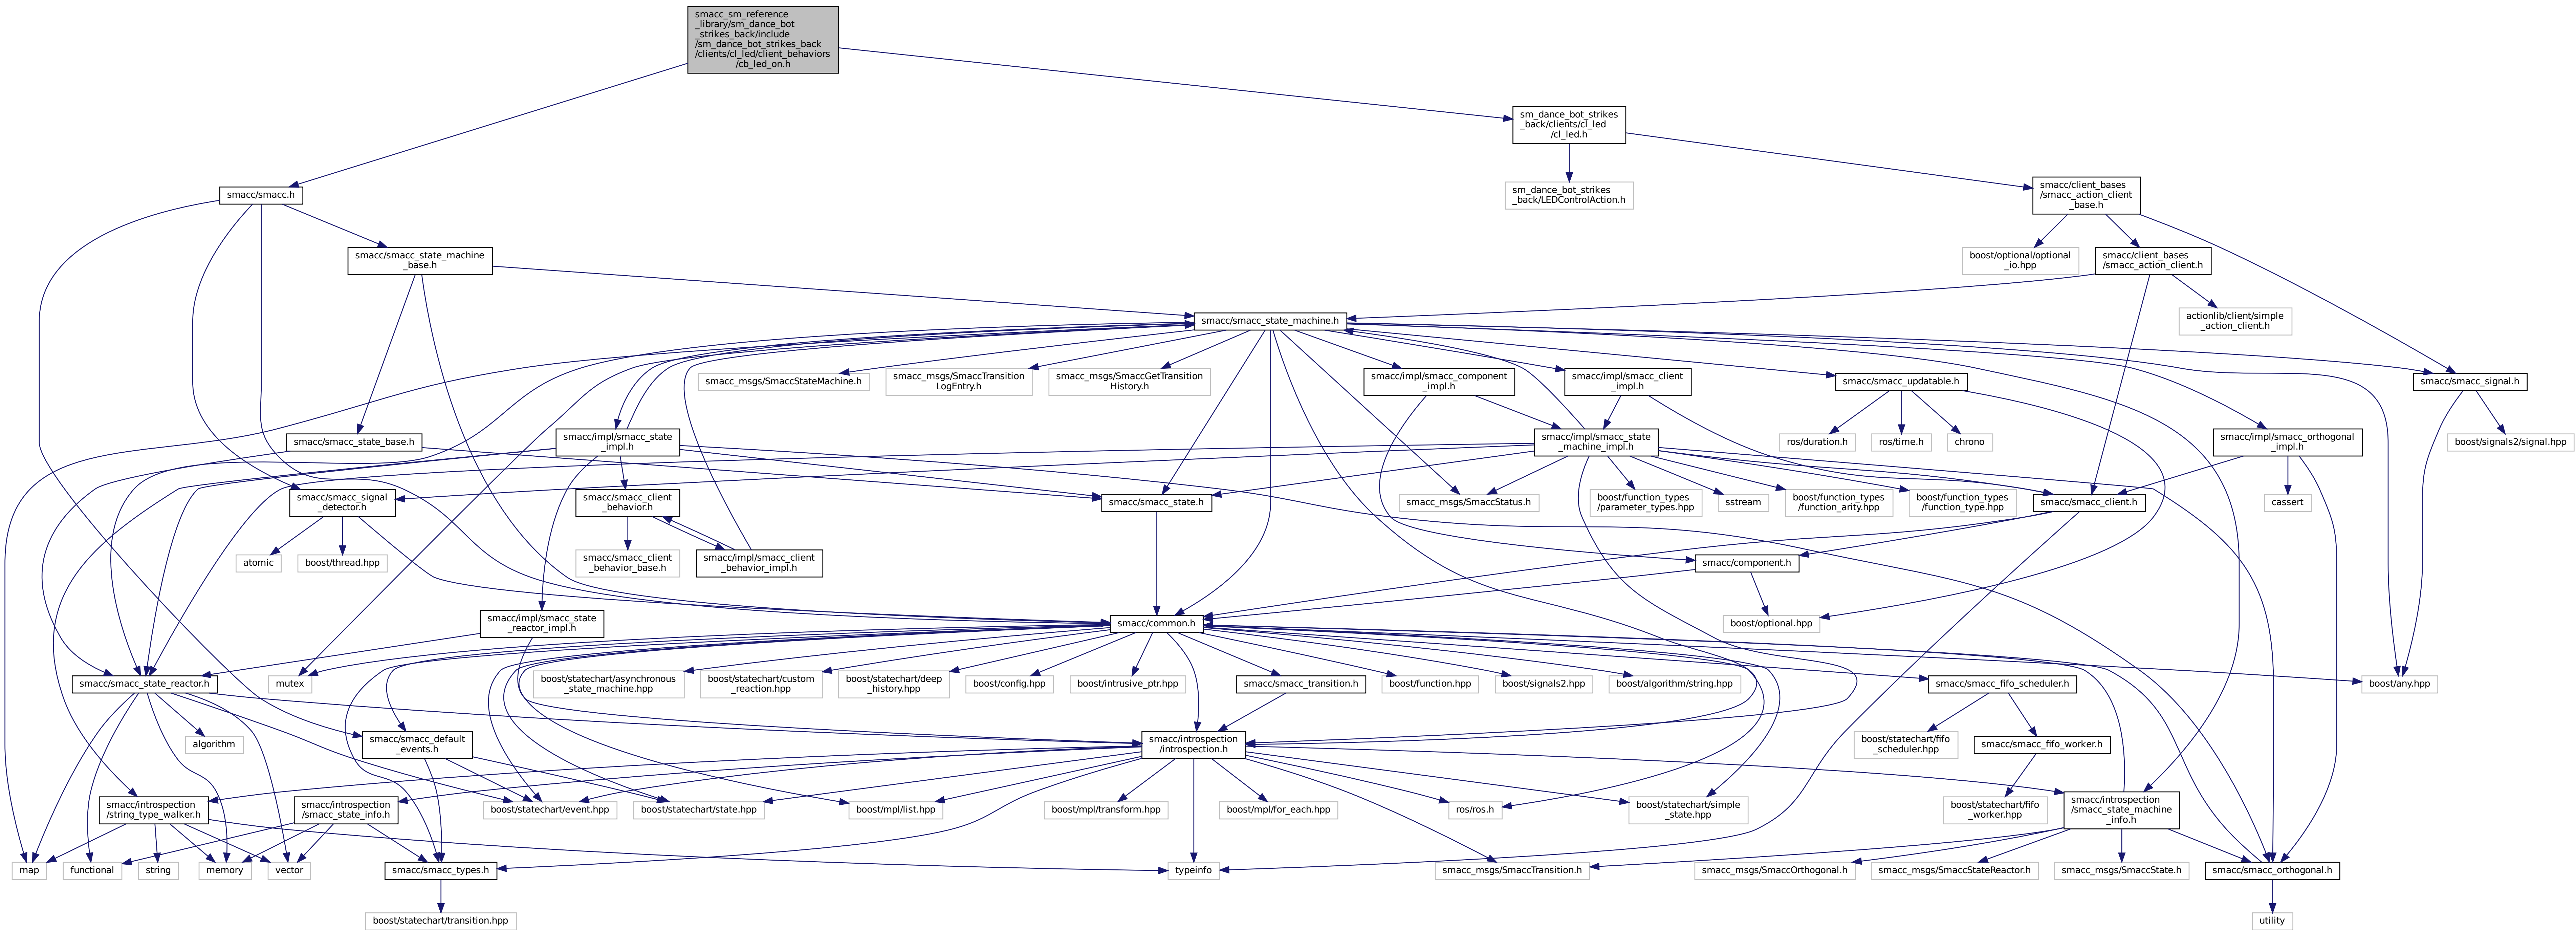 smacc_sm_reference
_library/sm_dance_bot
_strikes_back/include
/sm_dance_bot_strikes_back
/clients/cl_led/client_behaviors
/cb_led_on.h
sm_dance_bot_strikes
_back/clients/cl_led
/cl_led.h
smacc/smacc.h
sm_dance_bot_strikes
_back/LEDControlAction.h
smacc/client_bases
/smacc_action_client
_base.h
smacc/smacc_state_machine
_base.h
boost/optional/optional
_io.hpp
smacc/client_bases
/smacc_action_client.h
smacc/smacc_state_machine.h
actionlib/client/simple
_action_client.h
smacc_msgs/SmaccStateMachine.h
smacc_msgs/SmaccTransition
LogEntry.h
smacc_msgs/SmaccGetTransition
History.h
smacc/impl/smacc_component
_impl.h
smacc/impl/smacc_client
_impl.h
smacc/smacc_updatable.h
smacc/smacc_signal.h
smacc/smacc_state_base.h
smacc/impl/smacc_state
_impl.h
smacc/impl/smacc_state
_machine_impl.h
ros/duration.h
ros/time.h
chrono
smacc/impl/smacc_orthogonal
_impl.h
boost/signals2/signal.hpp
smacc/smacc_signal
_detector.h
smacc/smacc_client
_behavior.h
smacc/smacc_state.h
smacc_msgs/SmaccStatus.h
boost/function_types
/parameter_types.hpp
sstream
boost/function_types
/function_arity.hpp
boost/function_types
/function_type.hpp
smacc/smacc_client.h
cassert
atomic
boost/thread.hpp
smacc/smacc_client
_behavior_base.h
smacc/impl/smacc_client
_behavior_impl.h
smacc/component.h
smacc/impl/smacc_state
_reactor_impl.h
smacc/common.h
boost/optional.hpp
smacc/smacc_state_reactor.h
mutex
boost/statechart/asynchronous
_state_machine.hpp
boost/statechart/custom
_reaction.hpp
boost/statechart/deep
_history.hpp
boost/config.hpp
boost/intrusive_ptr.hpp
smacc/smacc_transition.h
boost/function.hpp
boost/signals2.hpp
boost/algorithm/string.hpp
smacc/smacc_fifo_scheduler.h
boost/any.hpp
algorithm
smacc/smacc_default
_events.h
smacc/introspection
/introspection.h
boost/statechart/fifo
_scheduler.hpp
smacc/smacc_fifo_worker.h
smacc/introspection
/string_type_walker.h
smacc/introspection
/smacc_state_info.h
boost/statechart/event.hpp
boost/statechart/state.hpp
boost/mpl/list.hpp
boost/mpl/transform.hpp
boost/mpl/for_each.hpp
ros/ros.h
boost/statechart/simple
_state.hpp
boost/statechart/fifo
_worker.hpp
smacc/introspection
/smacc_state_machine
_info.h
map
functional
string
memory
vector
smacc/smacc_types.h
typeinfo
smacc_msgs/SmaccTransition.h
smacc_msgs/SmaccOrthogonal.h
smacc_msgs/SmaccStateReactor.h
smacc_msgs/SmaccState.h
smacc/smacc_orthogonal.h
boost/statechart/transition.hpp
utility